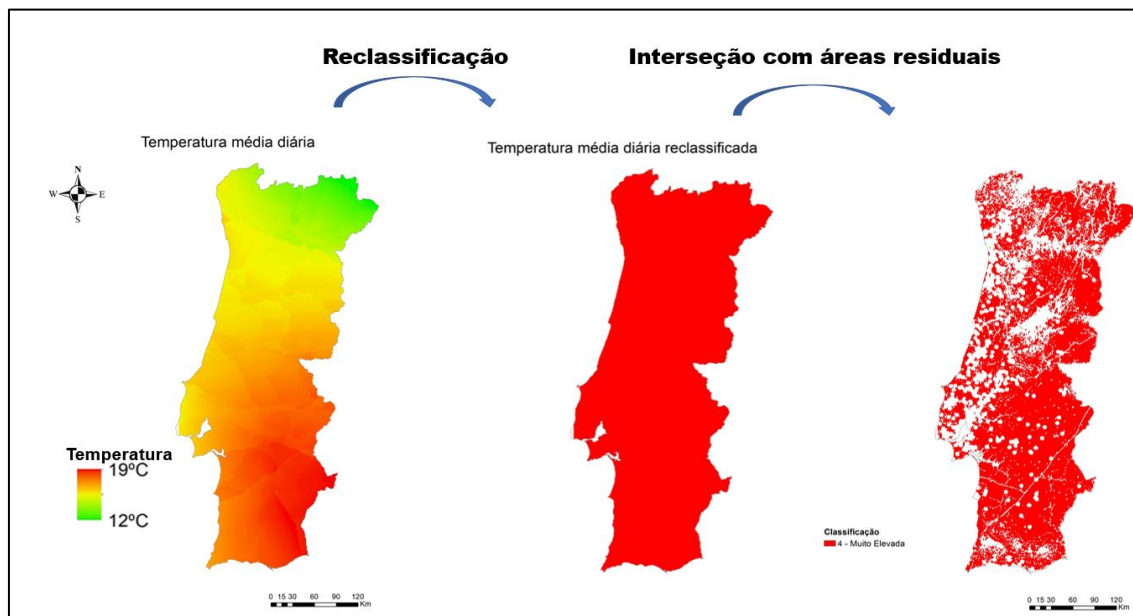 Reclassificação
Interseção com áreas residuais
Temperatura média diária
Temperatura média diária reclassificada
N
W E
S
Temperatura
19ºC
12ºC
Classificação
4 - Muito Elevada
0 15 30 60 90 120
Km
0 15 30 60 90 120
Km